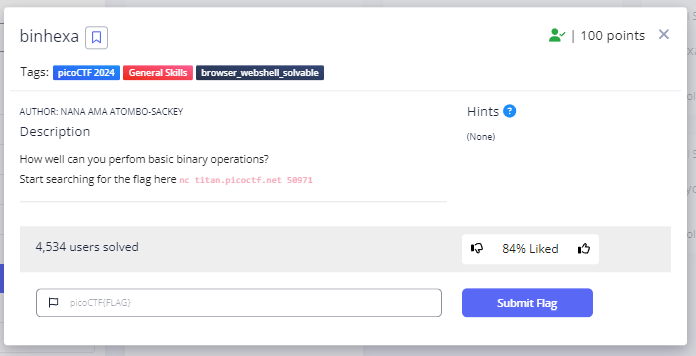 binhexa
| 100 points
Tags: picoCTF 2024 General Skills browser_webshell_solvable
AUTHOR: NANA AMA ATOMBO-SACKEY
Description
How well can you perfom basic binary operations?
Start searching for the flag here nc titan.picoctf.net 50971
Hints ?
(None)
4,534 users solved
84% Liked
picoCTF{FLAG}
Submit Flag